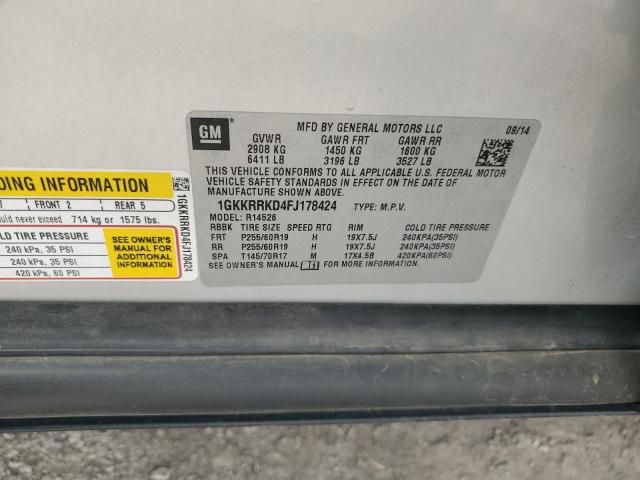 GM
MFD BY GENERAL MOTORS LLC 09/14
GVWR GAWR FRT GAWR RR
2908 KG 1450 KG 1600 KG
6411 LB 3196 LB 3527 LB
THIS VEHICLE CONFORMS TO ALL APPLICABLE U.S. FEDERAL MOTOR
VEHICLE SAFETY STANDARDS IN EFFECT ON THE DATE OF
MANUFACTURE SHOWN ABOVE.
1GKKRRKD4FJ178424 TYPE: M.P.V.
MODEL: R14526
RBBK TIRE SIZE SPEED RTG RIM COLD TIRE PRESSURE
FRT P255/60R19 H 19X7.5J 240KPA(35PSI)
RR P255/60R19 H 19X7.5J 240KPA(35PSI)
SPA T145/70R17 M 17X4.5B 420KPA(60PSI)
SEE OWNER'S MANUAL FOR MORE INFORMATION.
DING INFORMATION
FRONT 2 REAR 5
ould never exceed 714 kg or 1575 lbs.
COLD TIRE PRESSURE
240 kPa, 35 PSI
240 kPa, 35 PSI
420 kPa, 60 PSI
SEE OWNER'S
MANUAL FOR
ADDITIONAL
INFORMATION
1GKKRRKD4FJ178424